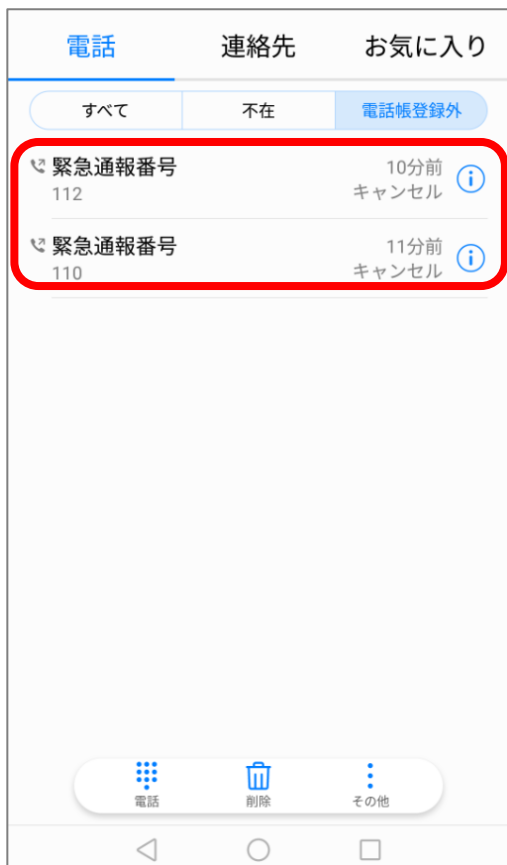 電話 連絡先 お気に入り
すべて 不在 電話帳登録外
緊急通報番号 10分前
112 キャンセル
緊急通報番号 11分前
110 キャンセル
電話 削除 その他